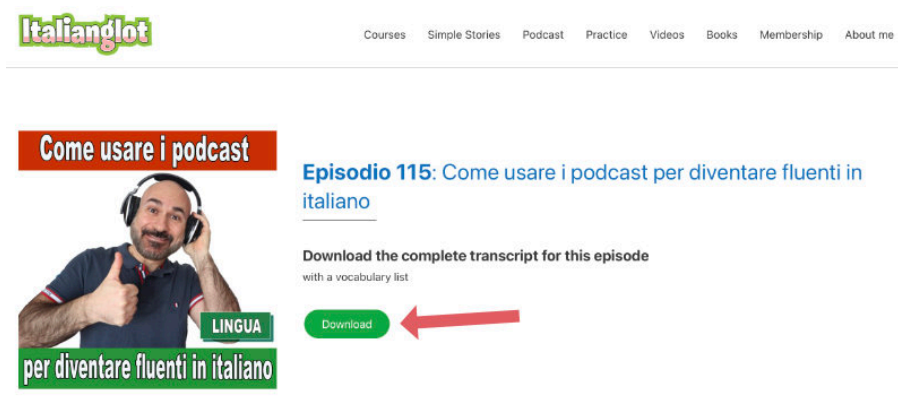 Italianglot
Courses Simple Stories Podcast Practice Videos Books Membership About me
Come usare i podcast
LINGUA
per diventare fluenti in italiano
Episodio 115: Come usare i podcast per diventare fluenti in
italiano
Download the complete transcript for this episode
with a vocabulary list
Download